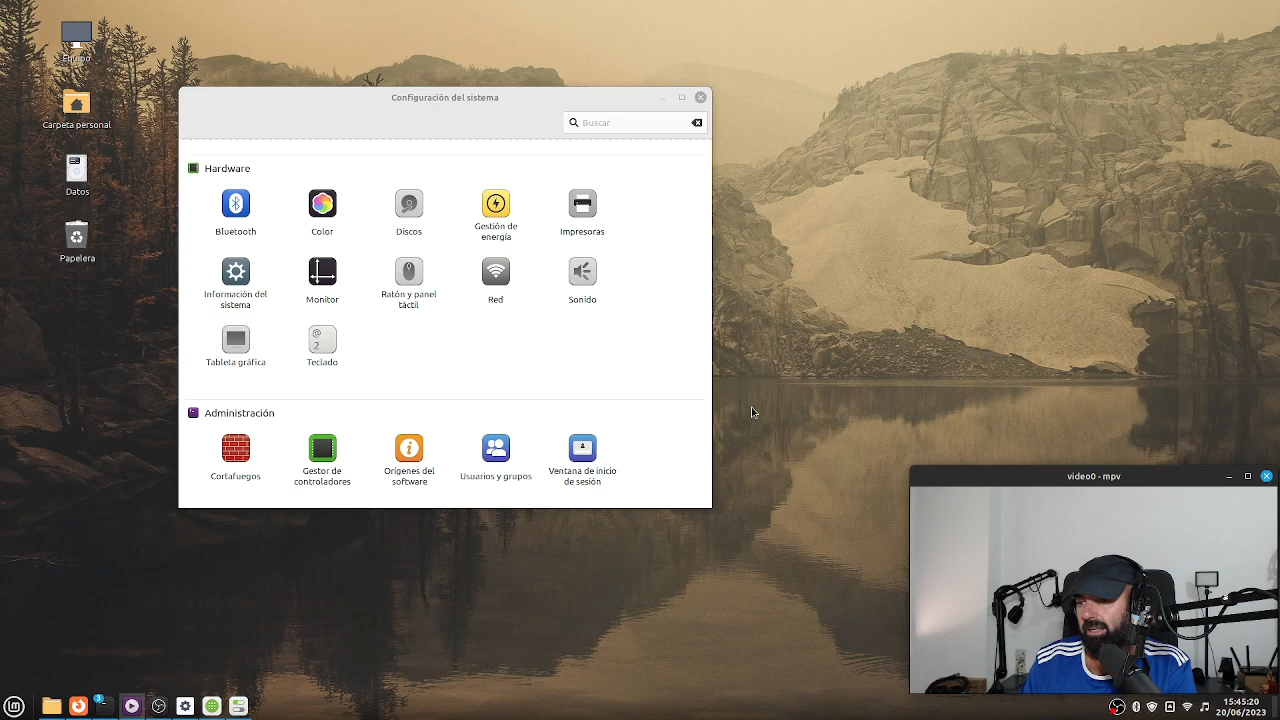 Equipo
Carpeta personal
Datos
Papelera
Configuración del sistema
Buscar
Hardware
Bluetooth
Color
Discos
Gestión de
energía
Impresoras
Información del
sistema
Monitor
Ratón y panel
táctil
Red
Sonido
Tableta gráfica
@
2
Teclado
Administración
Cortafuegos
Gestor de
controladores
Orígenes del
software
Usuarios y grupos
Ventana de inicio
de sesión
video0 - mpv
3
15:45:20
20/06/2023